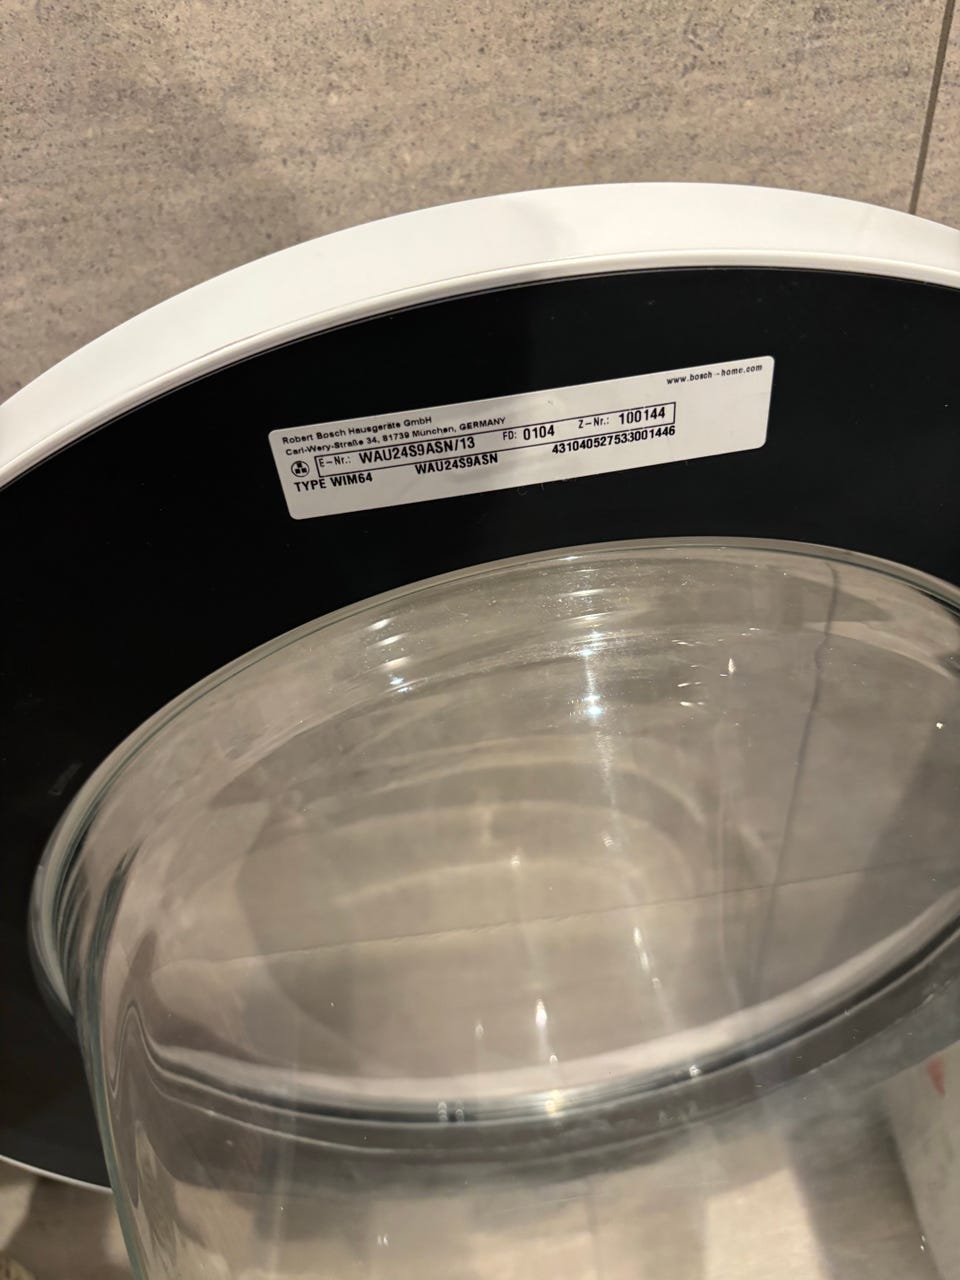 www.bosch-home.com
Robert Bosch Hausgeräte GmbH
Carl-Wery-Straße 34, 81739 München, GERMANY
E-Nr.: WAU24S9ASN/13 FD: 0104 Z-Nr.: 100144
TYPE WIM64 WAU24S9ASN 431040527533001446